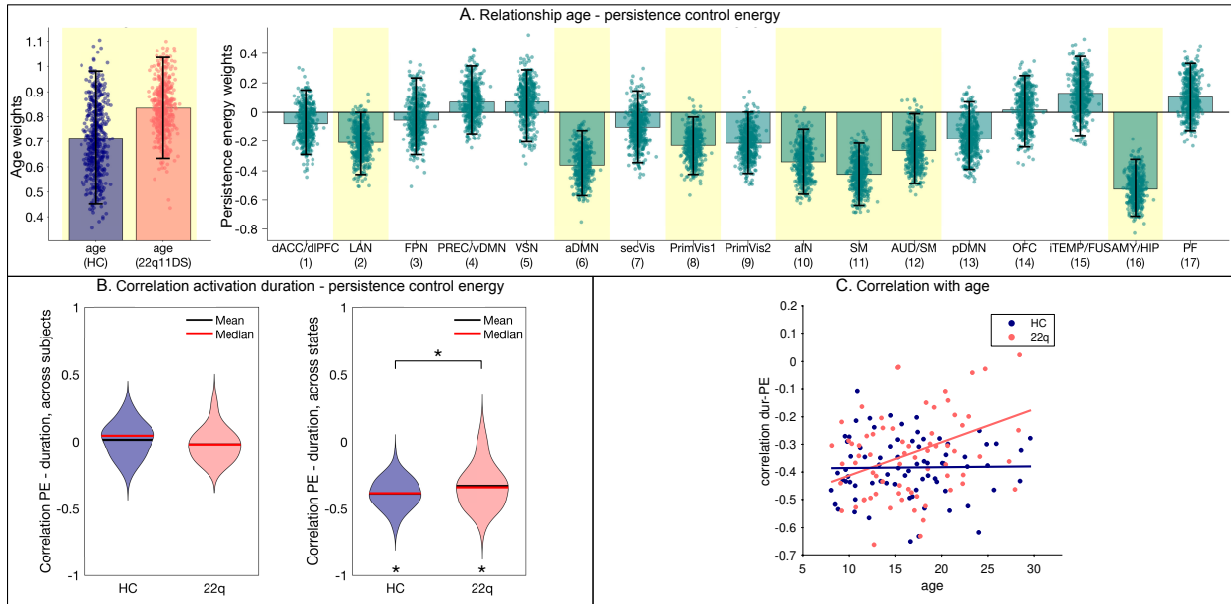 A. Relationship age - persistence control energy
Age weights
1.1
1
0.9
0.8
0.7
0.6
0.5
0.4
age
(HC)
age
(22q11DS)
Persistence energy weights
0.4
0.2
0
-0.2
-0.4
-0.6
-0.8
dACC/dlPFC LAN FPN PREC/vDMN VSN aDMN secVis PrimVis1 PrimVis2 aIN SM AUD/SM pDMN OFC iTEMP/FUS AMY/HIP PF
(1) (2) (3) (4) (5) (6) (7) (8) (9) (10) (11) (12) (13) (14) (15) (16) (17)
B. Correlation activation duration - persistence control energy
Correlation PE - duration, across subjects
1
0.5
0
-0.5
-1
Mean
Median
HC 22q
Correlation PE - duration, across states
1
0.5
0
-0.5
-1
Mean
Median
*
* *
HC 22q
C. Correlation with age
correlation dur-PE
0.2
0.1
0
-0.1
-0.2
-0.3
-0.4
-0.5
-0.6
-0.7
HC
22q
5 10 15 20 25 30
age